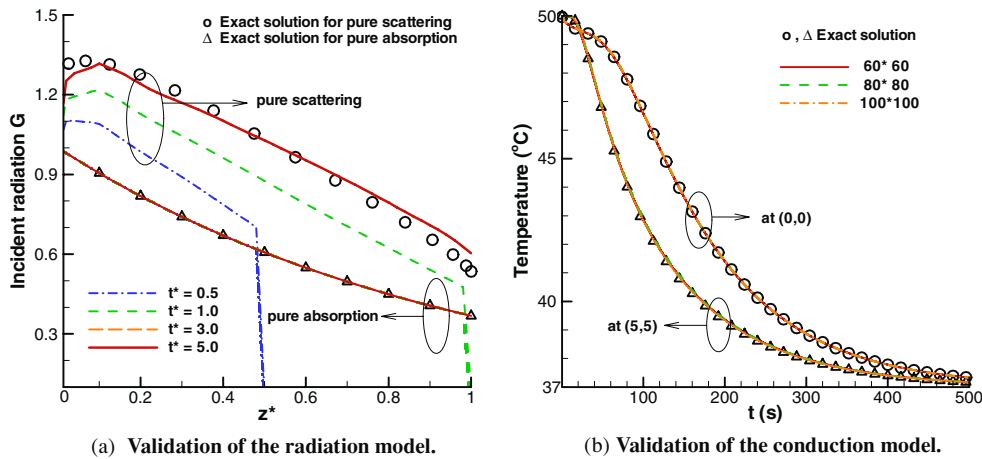 Incident radiation G
1.5
1.2
0.9
0.6
0.3
Exact solution for pure scattering
Δ Exact solution for pure absorption
pure scattering
pure absorption
t* = 0.5
t* = 1.0
t* = 3.0
t* = 5.0
0 0.2 0.4 0.6 0.8 1
z*
(a) Validation of the radiation model.
Temperature (°C)
50
45
40
37
o , Δ Exact solution
60* 60
80* 80
100*100
at (0,0)
at (5,5)
0 100 200 300 400 500
t (s)
(b) Validation of the conduction model.